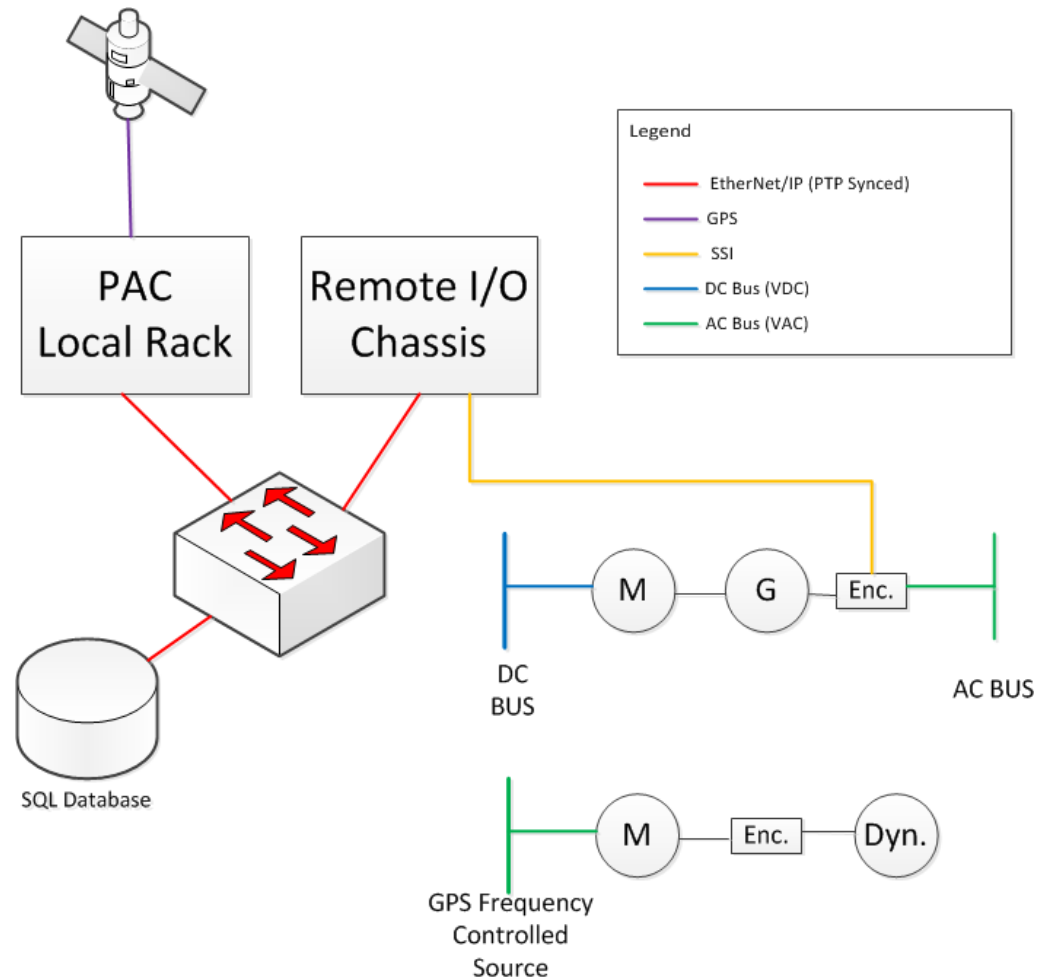 Legend
EtherNet/IP (PTP Synced)
GPS
SSI
DC Bus (VDC)
AC Bus (VAC)
PAC
Local Rack
Remote I/O
Chassis
M
G
Enc.
DC
BUS
AC BUS
SQL Database
M
Enc.
Dyn.
GPS Frequency
Controlled
Source